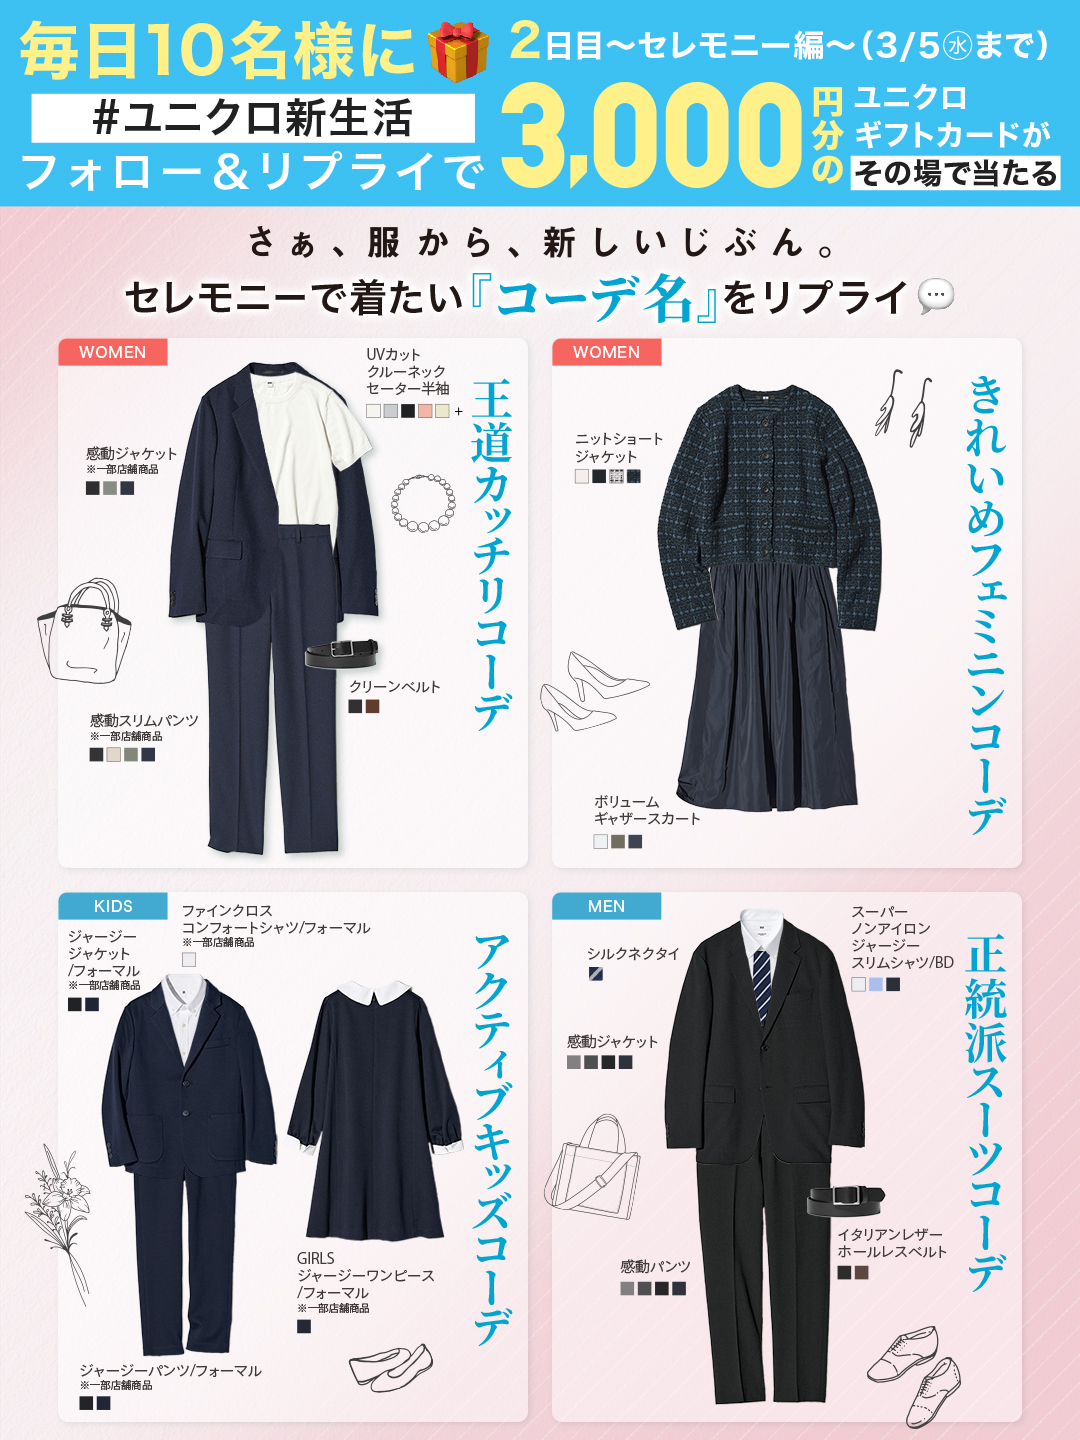 毎日10名様に
#ユニクロ新生活
フォロー＆リプライで
2日目〜セレモニー編〜（3/5㊌まで）
3,000円分の
ユニクロ
ギフトカードが
その場で当たる
さぁ、服から、新しいじぶん。
セレモニーで着たい『コーデ名』をリプライ
WOMEN
王道カッチリコーデ
UVカット
クルーネック
セーター半袖
+
感動ジャケット
※一部店舗商品
クリーンベルト
感動スリムパンツ
※一部店舗商品
WOMEN
きれいめフェミニンコーデ
ニットショート
ジャケット
ボリューム
ギャザースカート
KIDS
アクティブキッズコーデ
ファインクロス
コンフォートシャツ/フォーマル
※一部店舗商品
ジャージー
ジャケット
/フォーマル
※一部店舗商品
GIRLS
ジャージーワンピース
/フォーマル
※一部店舗商品
ジャージーパンツ/フォーマル
※一部店舗商品
MEN
正統派スーツコーデ
スーパー
ノンアイロン
ジャージー
スリムシャツ/BD
シルクネクタイ
感動ジャケット
イタリアンレザー
ホールレスベルト
感動パンツ